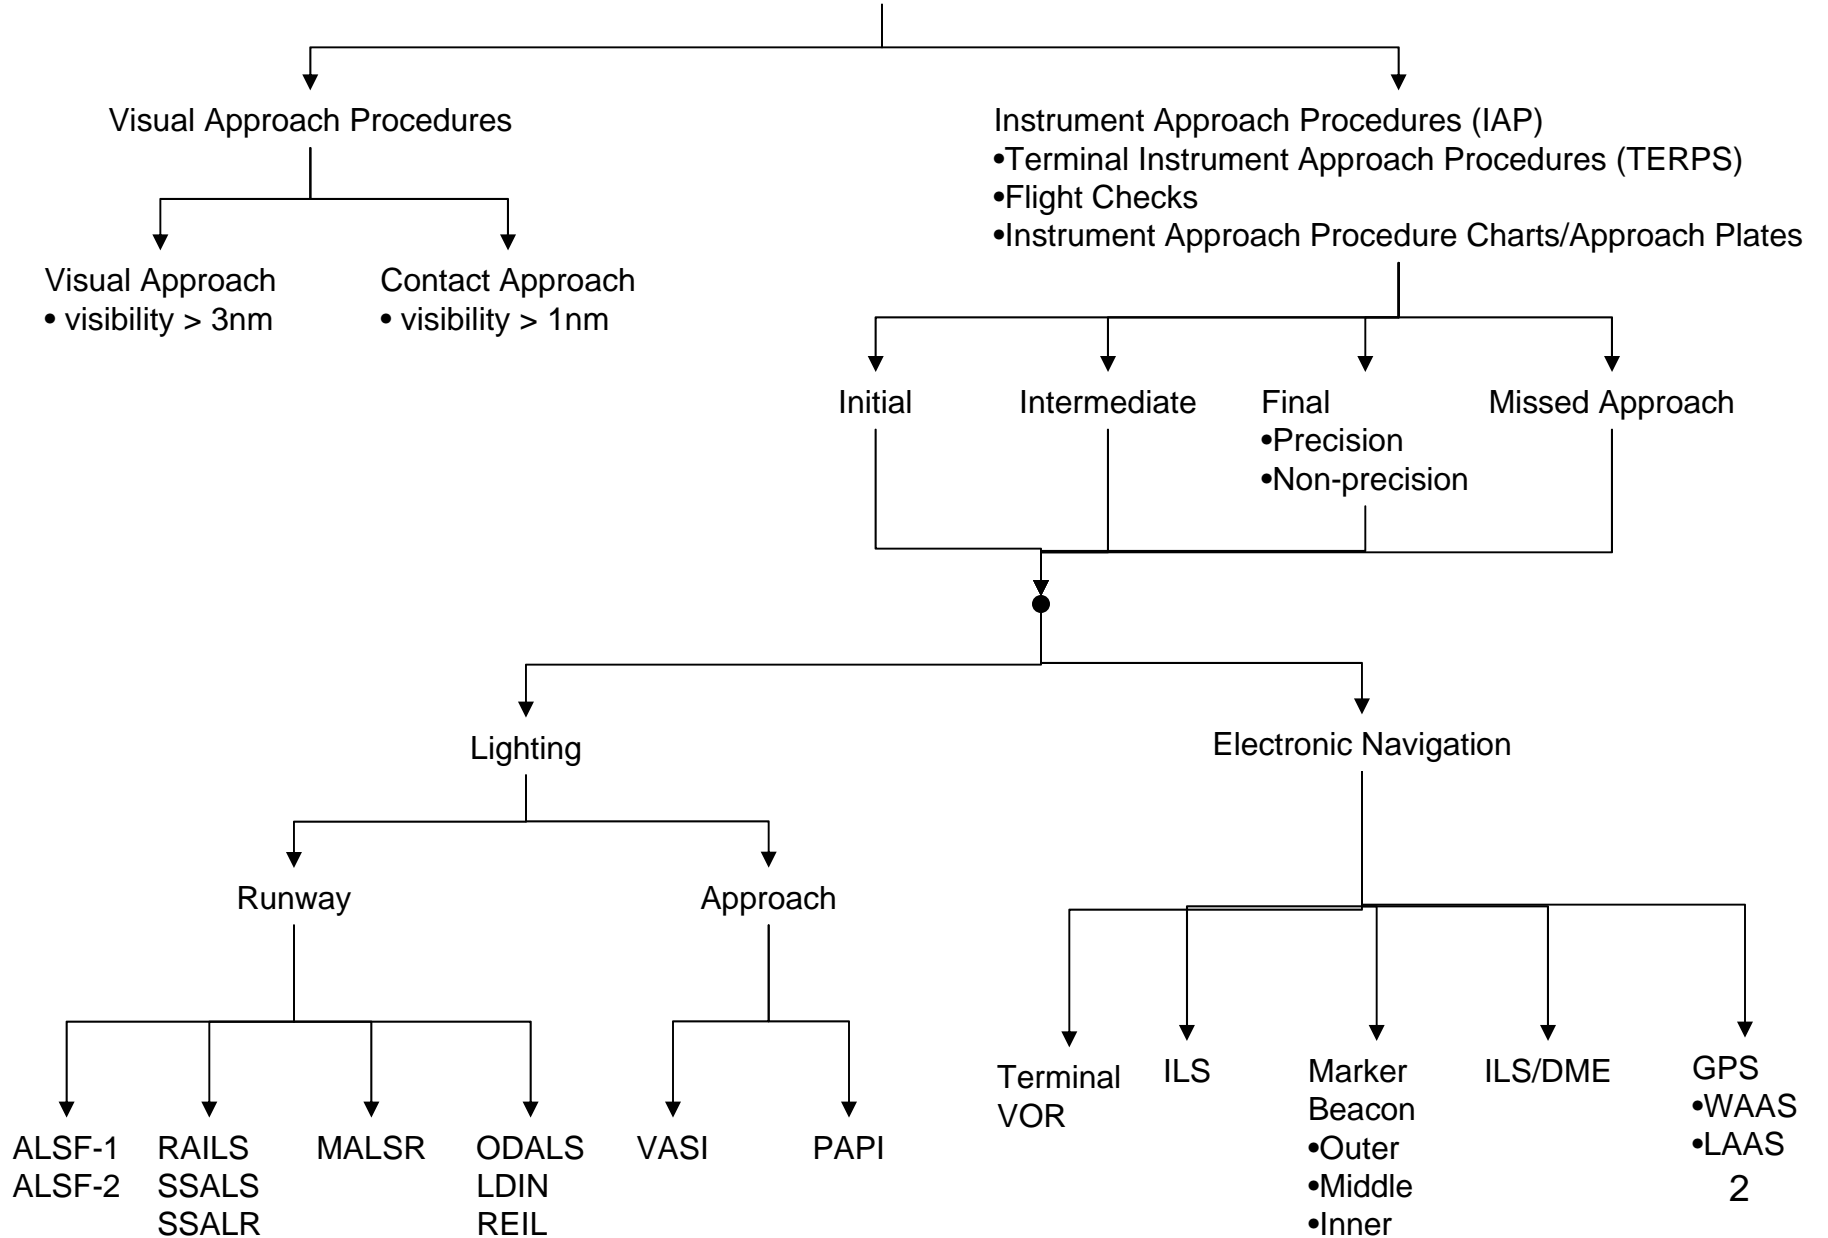 Visual Approach Procedures
Instrument Approach Procedures (IAP)
•Terminal Instrument Approach Procedures (TERPS)
•Flight Checks
•Instrument Approach Procedure Charts/Approach Plates
Visual Approach
• visibility > 3nm
Contact Approach
• visibility > 1nm
Initial
Intermediate
Final
•Precision
•Non-precision
Missed Approach
Lighting
Electronic Navigation
Runway
Approach
ALSF-1
ALSF-2
RAILS
SSALS
SSALR
MALSR
ODALS
LDIN
REIL
VASI
PAPI
Terminal
VOR
ILS
Marker
Beacon
•Outer
•Middle
•Inner
ILS/DME
GPS
•WAAS
•LAAS
2